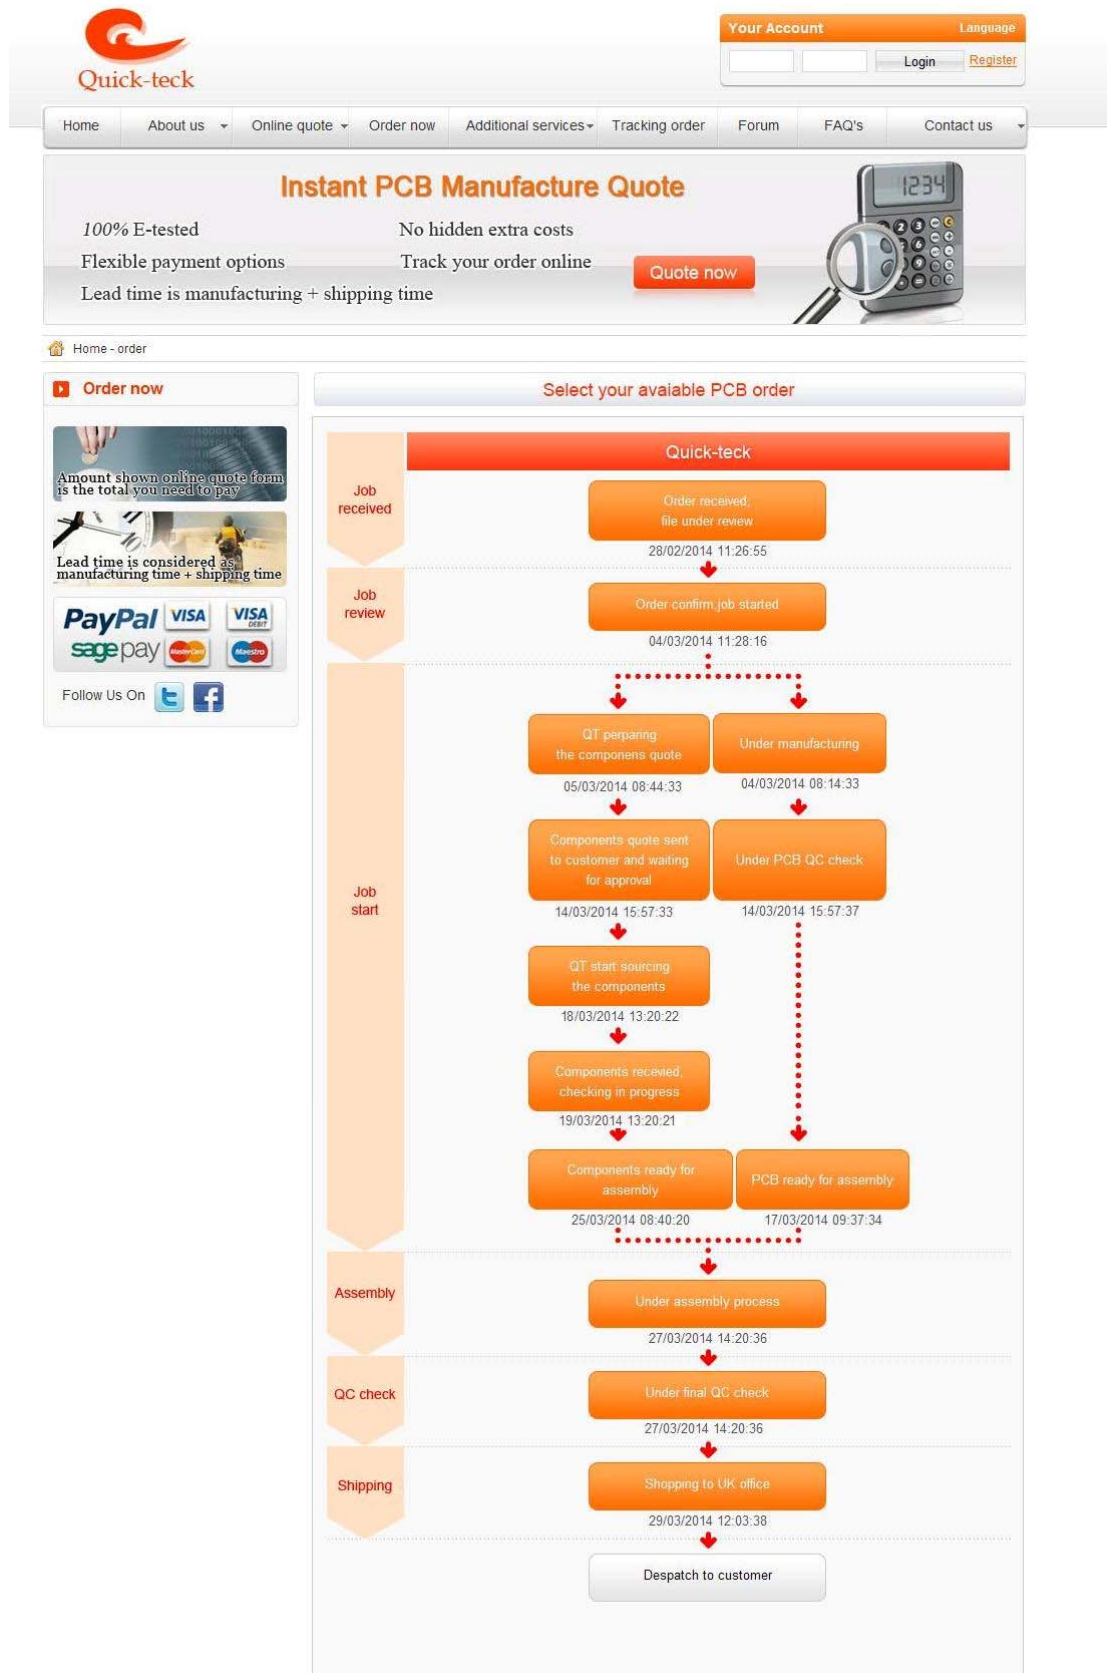 Quick-teck
Your Account Language
Login Register
Home About us Online quote Order now Additional services Tracking order Forum FAQ's Contact us
Instant PCB Manufacture Quote
100% E-tested No hidden extra costs
Flexible payment options Track your order online
Lead time is manufacturing + shipping time
Quote now
1234
Home - order
Order now
Amount shown online quote form
is the total you need to pay
Lead time is considered as
manufacturing time + shipping time
PayPal VISA VISA DEBIT
sage pay MasterCard Maestro
Follow Us On
Select your avaiable PCB order
Quick-teck
Job
received
Order received,
file under review
28/02/2014 11:26:55
Job
review
Order confirm,job started
04/03/2014 11:28:16
Job
start
QT perparing
the componens quote
05/03/2014 08:44:33
Under manufacturing
04/03/2014 08:14:33
Components quote sent
to customer and waiting
for approval
14/03/2014 15:57:33
Under PCB QC check
14/03/2014 15:57:37
QT start sourcing
the components
18/03/2014 13:20:22
Components recevied,
checking in progress
19/03/2014 13:20:21
Components ready for
assembly
25/03/2014 08:40:20
PCB ready for assembly
17/03/2014 09:37:34
Assembly
Under assembly process
27/03/2014 14:20:36
QC check
Under final QC check
27/03/2014 14:20:36
Shipping
Shopping to UK office
29/03/2014 12:03:38
Despatch to customer